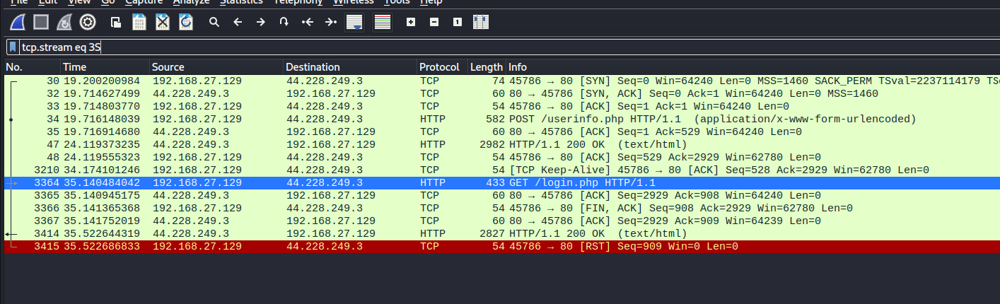 File Edit View Go Capture Analyze Statistics Telephony Wireless Tools Help
1
tcp.stream eq 3S
No. Time Source Destination Protocol Length Info
30 19.200200984 192.168.27.129 44.228.249.3 TCP 74 45786 → 80 [SYN] Seq=0 Win=64240 Len=0 MSS=1460 SACK_PERM TSval=2237114179
32 19.714627499 44.228.249.3 192.168.27.129 TCP 60 80 → 45786 [SYN, ACK] Seq=0 Ack=1 Win=64240 Len=0 MSS=1460
33 19.714803770 192.168.27.129 44.228.249.3 TCP 54 45786 → 80 [ACK] Seq=1 Ack=1 Win=64240 Len=0
34 19.716148039 192.168.27.129 44.228.249.3 HTTP 582 POST /userinfo.php HTTP/1.1 (application/x-www-form-urlencoded)
35 19.716914680 44.228.249.3 192.168.27.129 TCP 60 80 → 45786 [ACK] Seq=1 Ack=529 Win=64240 Len=0
47 24.119373235 44.228.249.3 192.168.27.129 HTTP 2982 HTTP/1.1 200 OK (text/html)
48 24.119555323 192.168.27.129 44.228.249.3 TCP 54 45786 → 80 [ACK] Seq=529 Ack=2929 Win=62780 Len=0
3210 34.174101246 192.168.27.129 44.228.249.3 TCP 54 [TCP Keep-Alive] 45786 → 80 [ACK] Seq=528 Ack=2929 Win=62780 Len=0
3364 35.140484042 192.168.27.129 44.228.249.3 HTTP 433 GET /login.php HTTP/1.1
3365 35.140945175 44.228.249.3 192.168.27.129 TCP 60 80 → 45786 [ACK] Seq=2929 Ack=908 Win=64240 Len=0
3366 35.141365368 192.168.27.129 44.228.249.3 TCP 54 45786 → 80 [FIN, ACK] Seq=908 Ack=2929 Win=62780 Len=0
3367 35.141752019 44.228.249.3 192.168.27.129 TCP 60 80 → 45786 [ACK] Seq=2929 Ack=909 Win=64239 Len=0
3414 35.522644319 44.228.249.3 192.168.27.129 HTTP 2827 HTTP/1.1 200 OK (text/html)
3415 35.522686833 192.168.27.129 44.228.249.3 TCP 54 45786 → 80 [RST] Seq=909 Win=0 Len=0